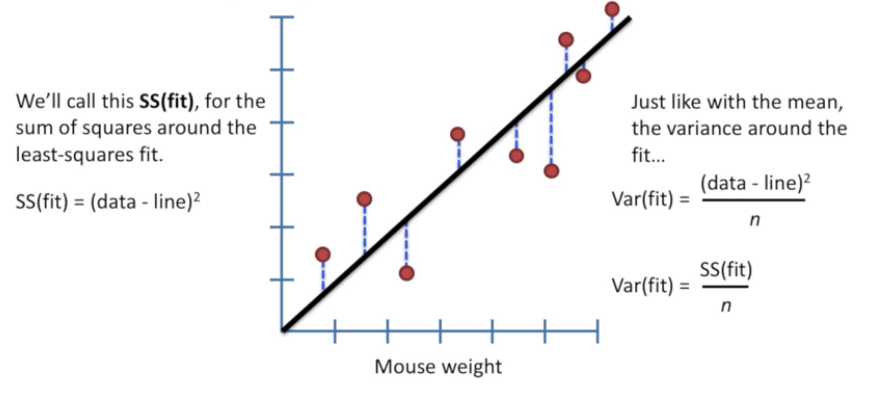 We'll call this SS(fit), for the
sum of squares around the
least-squares fit.
SS(fit) = (data - line)²
Mouse weight
Just like with the mean,
the variance around the
fit...
Var(fit) = (data - line)²
n
Var(fit) = SS(fit)
n